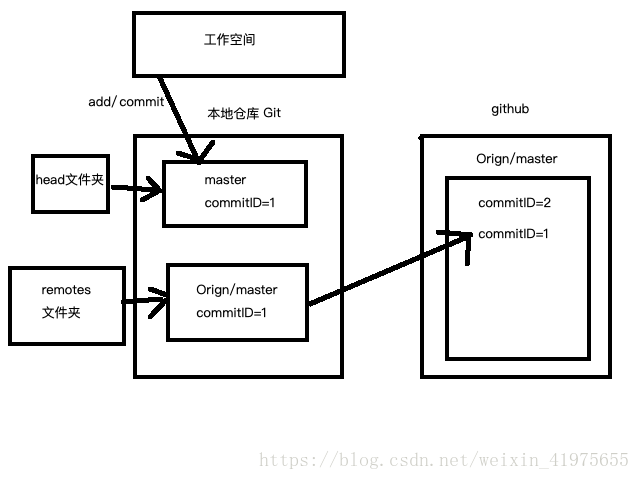 工作空间
add/commit
本地仓库 Git
github
head文件夹
master
commitID=1
Orign/master
commitID=2
commitID=1
remotes
文件夹
Orign/master
commitID=1
https://blog.csdn.net/weixin_41975655